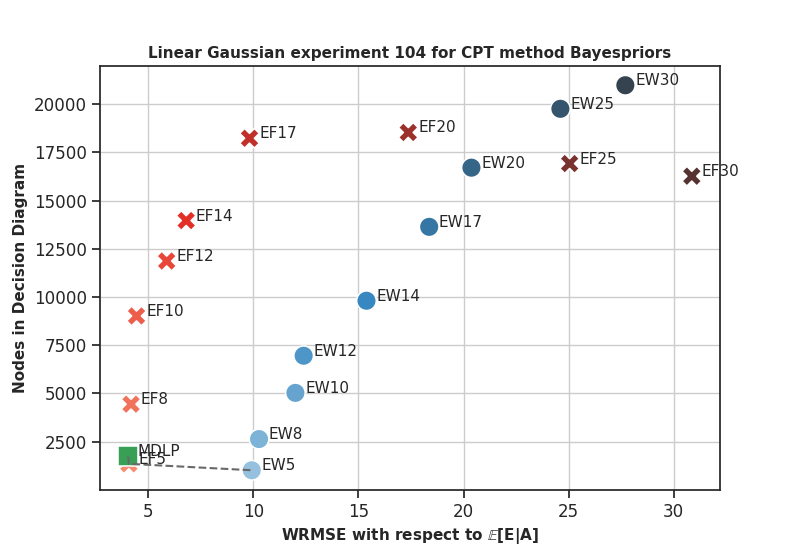 Linear Gaussian experiment 104 for CPT method Bayespriors
Nodes in Decision Diagram
20000
17500
15000
12500
10000
7500
5000
2500
EW30
EW25
EF17
EF20
EW20
EF25
EF30
EF14
EW17
EF12
EF10
EW14
EW12
EW10
EF8
EW8
MDLP
EF5
EW5
5
10
15
20
25
30
WRMSE with respect to 𝔼[E|A]